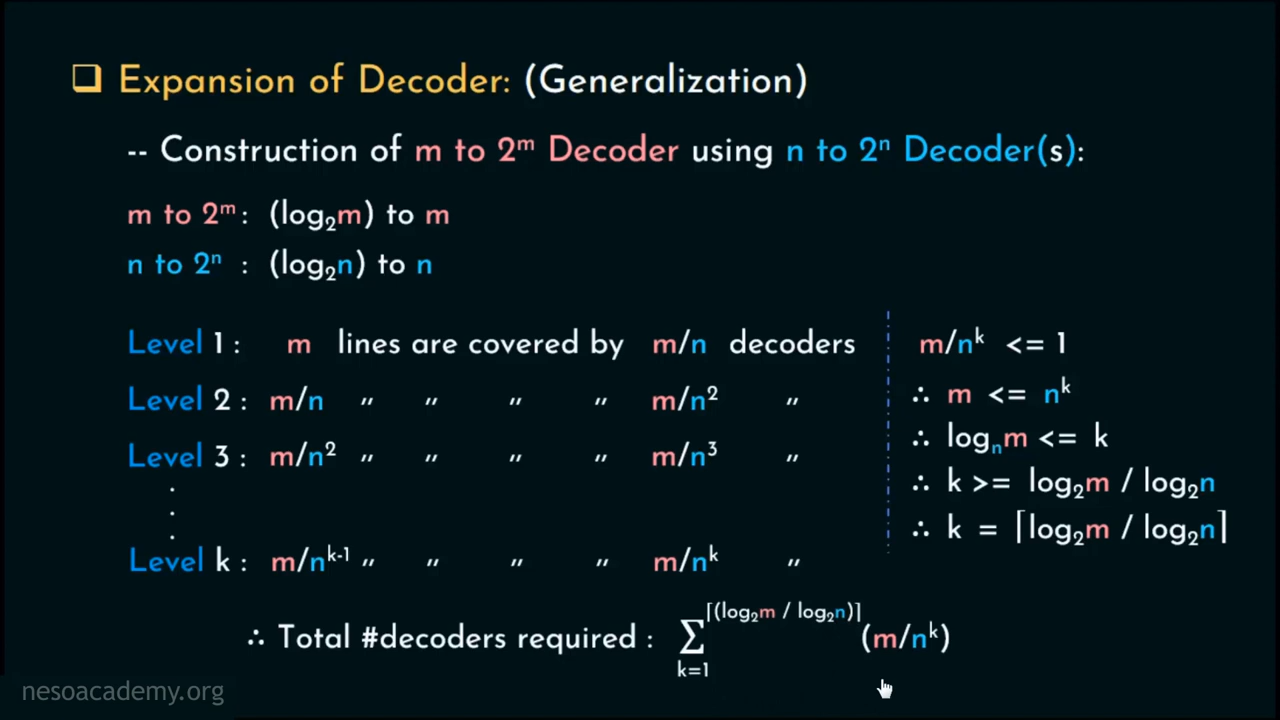 ❑ Expansion of Decoder: (Generalization)
-- Construction of m to 2ᵐ Decoder using n to 2ⁿ Decoder(s):
m to 2ᵐ : (log₂m) to m
n to 2ⁿ : (log₂n) to n
Level 1 : m lines are covered by m/n decoders
Level 2 : m/n " " " " m/n² "
Level 3 : m/n² " " " " m/n³ "
.
.
.
Level k : m/nᵏ⁻¹ " " " " m/nᵏ "
m/nᵏ <= 1
∴ m <= nᵏ
∴ logₙm <= k
∴ k >= log₂m / log₂n
∴ k = ⌈log₂m / log₂n⌉
∴ Total #decoders required : ∑ₖ₌₁^⌈(log₂m / log₂n)⌉ (m/nᵏ)
nesoacademy.org